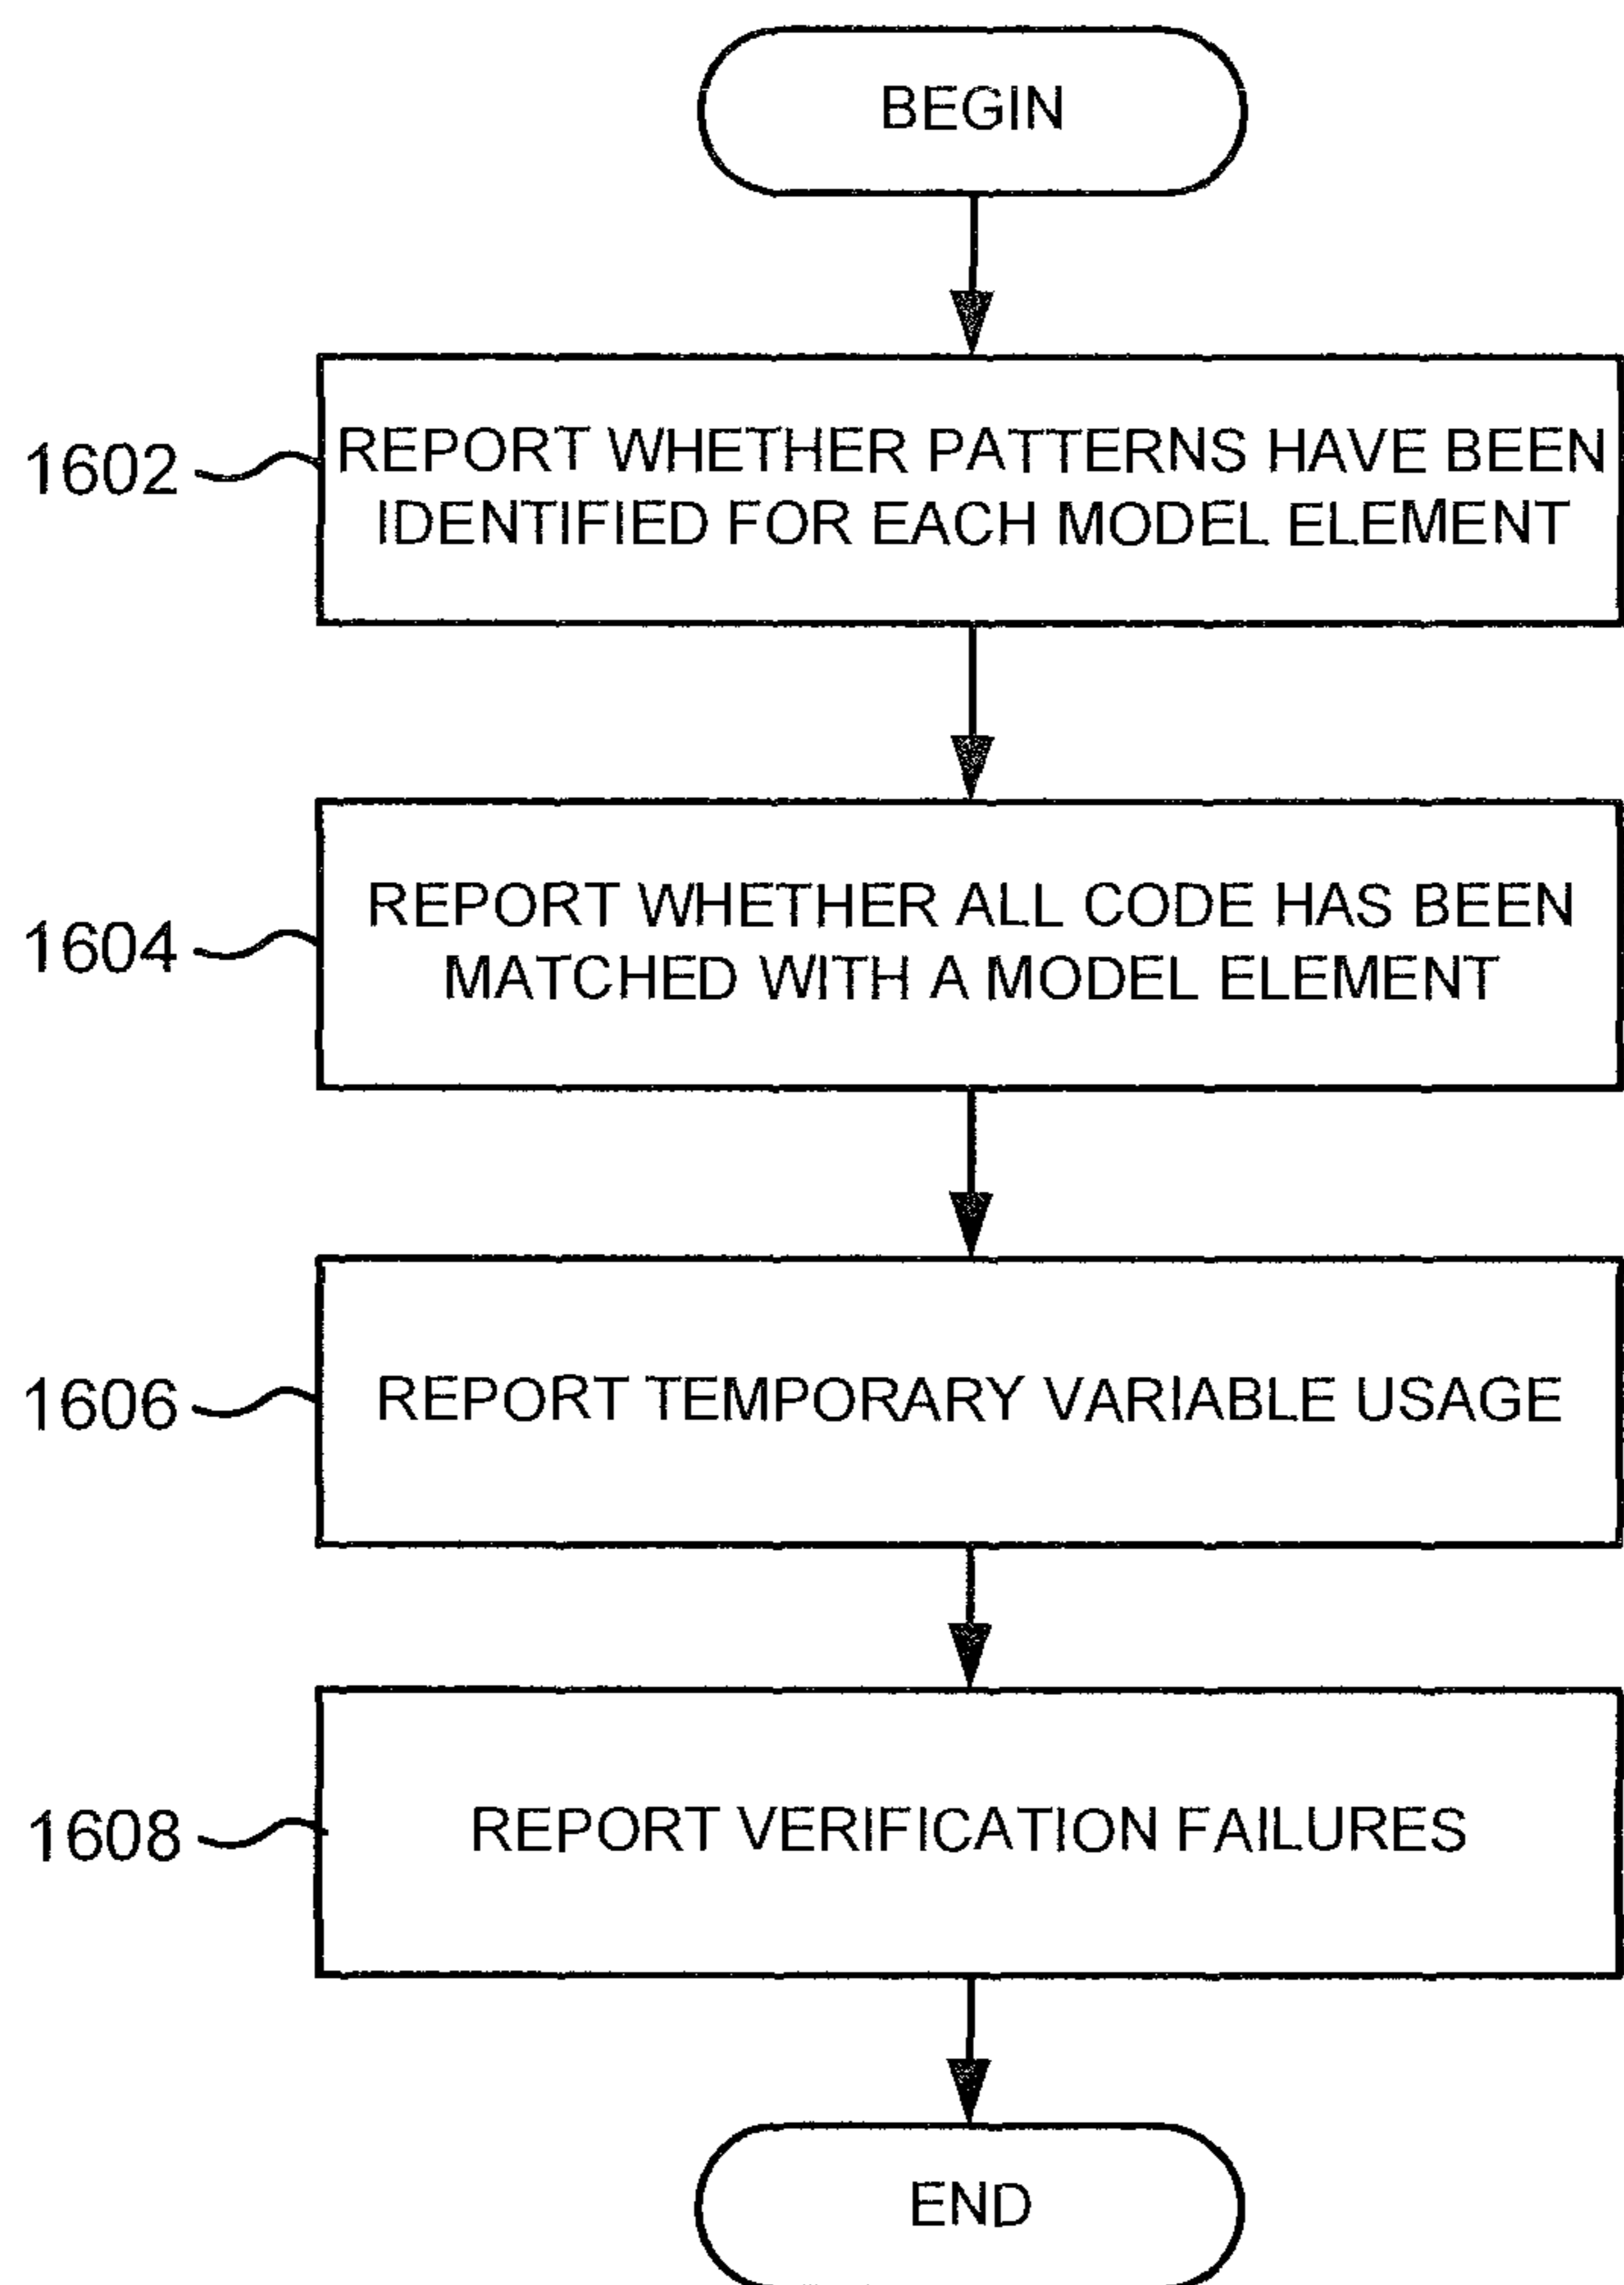 BEGIN
1602
REPORT WHETHER PATTERNS HAVE BEEN
IDENTIFIED FOR EACH MODEL ELEMENT
1604
REPORT WHETHER ALL CODE HAS BEEN
MATCHED WITH A MODEL ELEMENT
1606
REPORT TEMPORARY VARIABLE USAGE
1608
REPORT VERIFICATION FAILURES
END